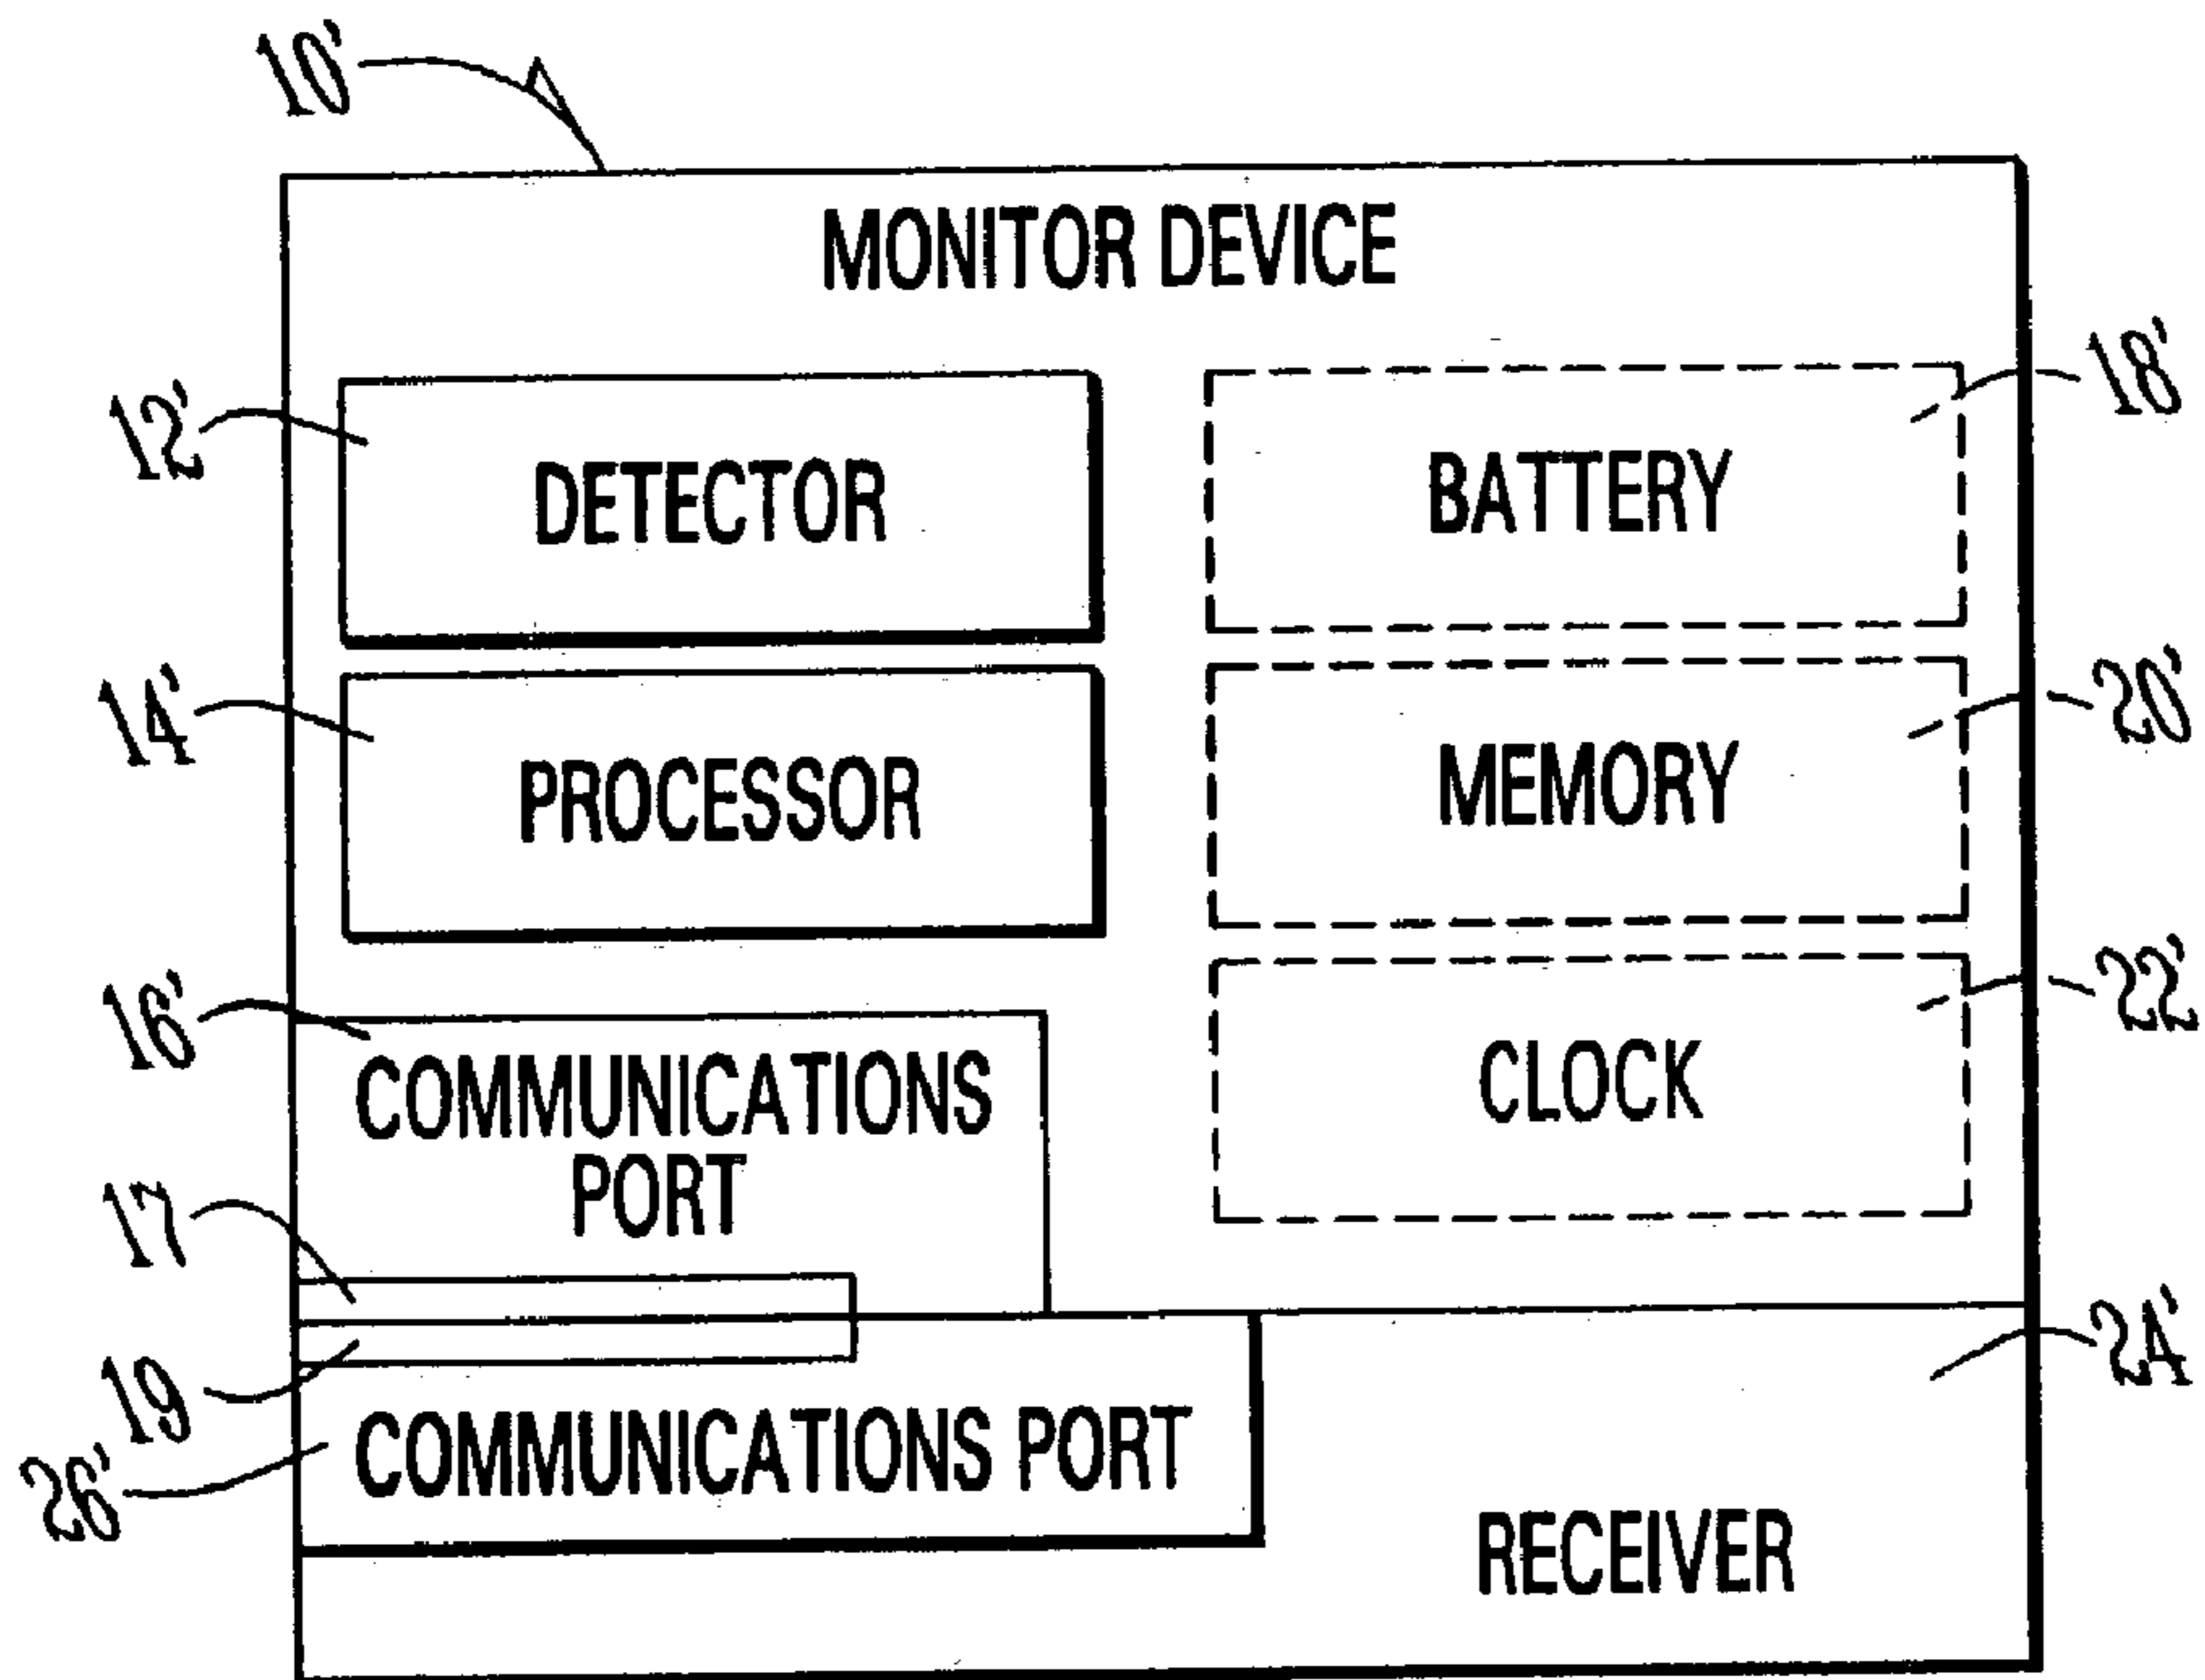 10'
MONITOR DEVICE
12'
DETECTOR
BATTERY
18'
14'
PROCESSOR
MEMORY
20'
16'
COMMUNICATIONS
PORT
CLOCK
22'
17
19
26'
COMMUNICATIONS PORT
24'
RECEIVER